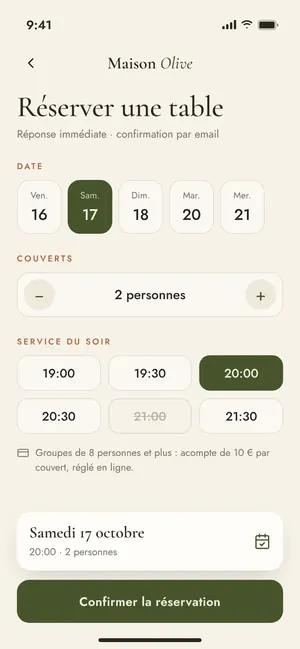 9:41
Maison Olive
Réserver une table
Réponse immédiate · confirmation par email
DATE
Ven. Sam. Dim. Mar. Mer.
16 17 18 20 21
COUVERTS
− 2 personnes +
SERVICE DU SOIR
19:00 19:30 20:00
20:30 21:00 21:30
Groupes de 8 personnes et plus : acompte de 10 € par
couvert, réglé en ligne.
Samedi 17 octobre
20:00 · 2 personnes
Confirmer la réservation